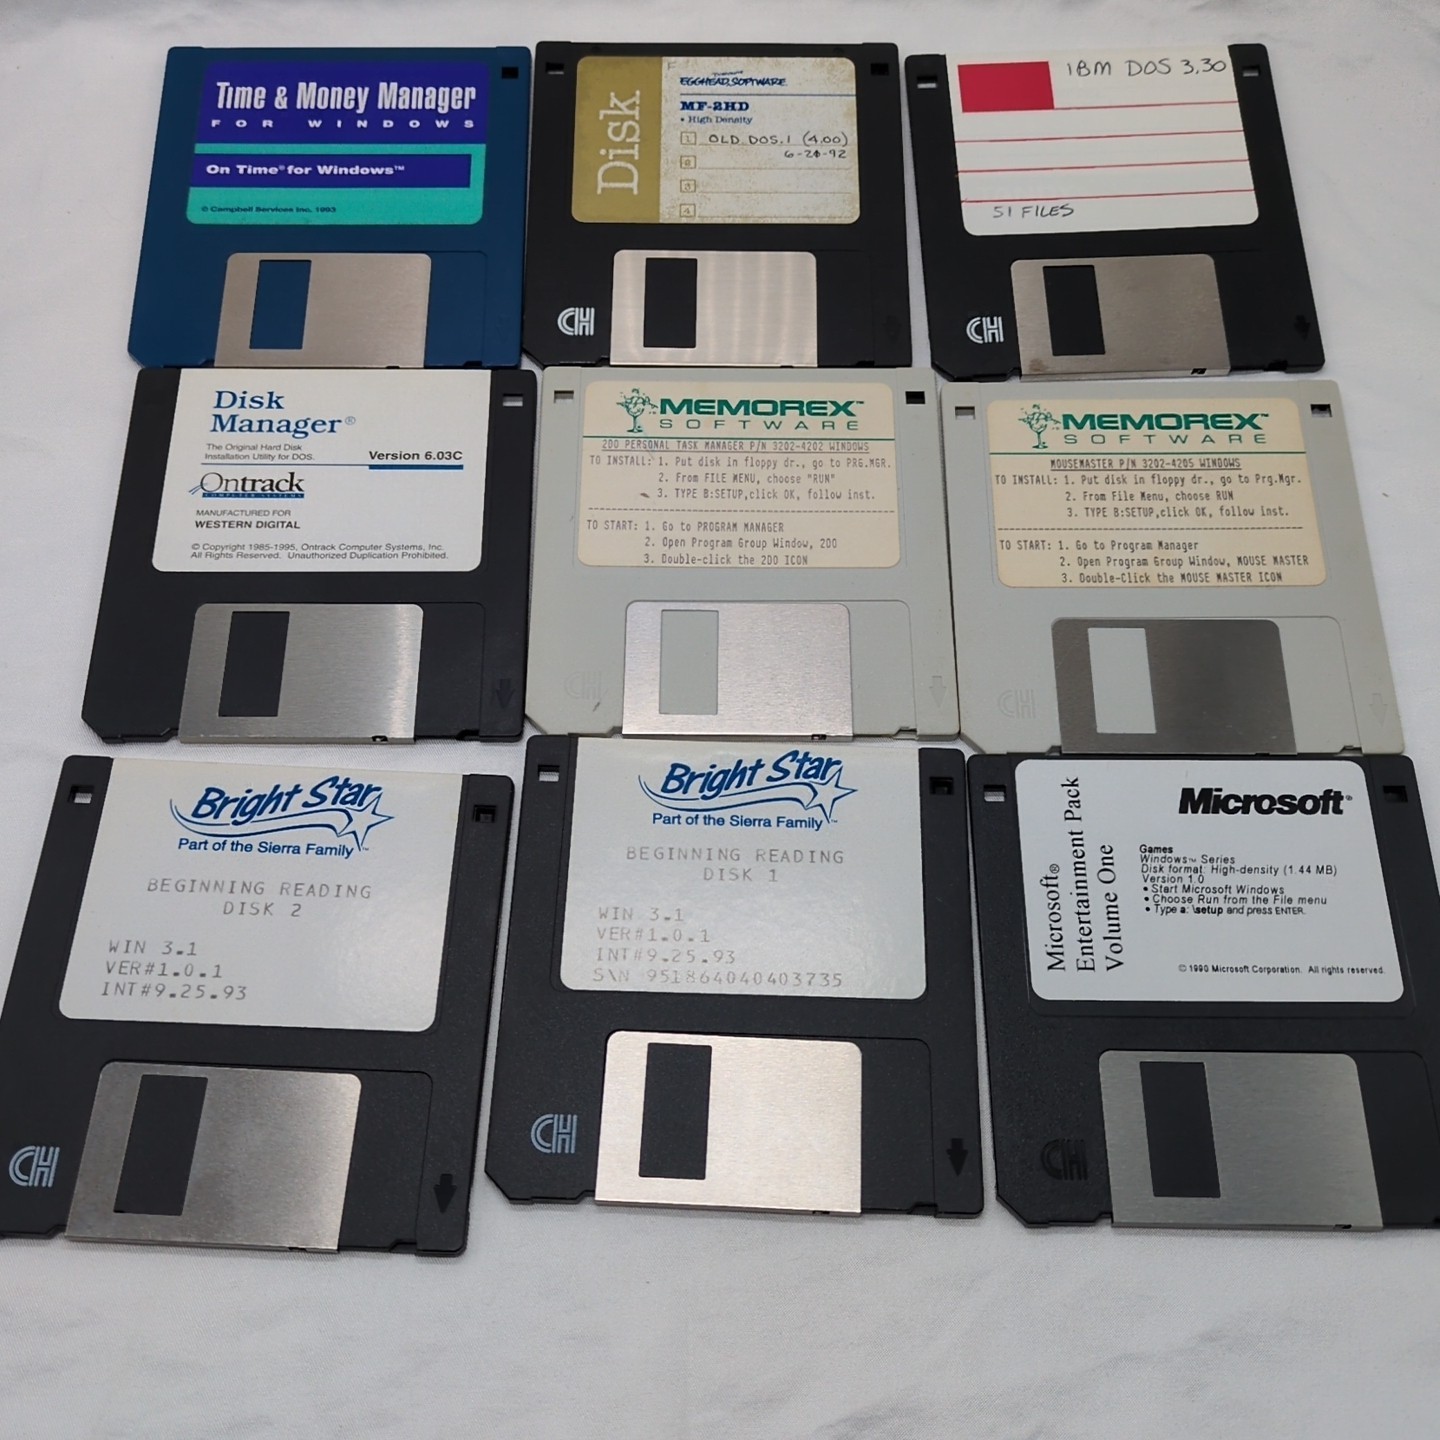 Time & Money Manager
FOR WINDOWS
On Time® for Windows™
© Campbell Services Inc. 1993
Disk
EGGHEAD SOFTWARE
MF-2HD
• High Density
1 OLD DOS.1 (4.00)
2 6-28-92
3
4
IBM DOS 3.30
51 FILES
Disk
Manager®
The Original Hard Disk
Installation Utility for DOS.
Version 6.03C
Ontrack
COMPUTER SYSTEMS
MANUFACTURED FOR
WESTERN DIGITAL
© Copyright 1985-1995, Ontrack Computer Systems, Inc.
All Rights Reserved. Unauthorized Duplication Prohibited.
MEMOREX™
SOFTWARE
2DO PERSONAL TASK MANAGER P/N 3202-4202 WINDOWS
TO INSTALL: 1. Put disk in floppy dr., go to PRG.MGR.
2. From FILE MENU, choose "RUN"
3. TYPE B:SETUP,click OK, follow inst.
TO START: 1. Go to PROGRAM MANAGER
2. Open Program Group Window, 2DO
3. Double-click the 2DO ICON
MEMOREX™
SOFTWARE
MOUSEMASTER P/N 3202-4205 WINDOWS
TO INSTALL: 1. Put disk in floppy dr., go to Prg.Mgr.
2. From File Menu, choose RUN
3. TYPE B:SETUP,click OK, follow inst.
TO START: 1. Go to Program Manager
2. Open Program Group Window, MOUSE MASTER
3. Double-Click the MOUSE MASTER ICON
Bright Star™
Part of the Sierra Family
BEGINNING READING
DISK 2
WIN 3.1
VER#1.0.1
INT#9.25.93
Bright Star™
Part of the Sierra Family
BEGINNING READING
DISK 1
WIN 3.1
VER#1.0.1
INT#9.25.93
S\N 951864040403735
Microsoft®
Entertainment Pack
Volume One
Microsoft®
Games
Windows™ Series
Disk format: High-density (1.44 MB)
Version 1.0
• Start Microsoft Windows
• Choose Run from the File menu
• Type a: \setup and press ENTER.
© 1990 Microsoft Corporation. All rights reserved.